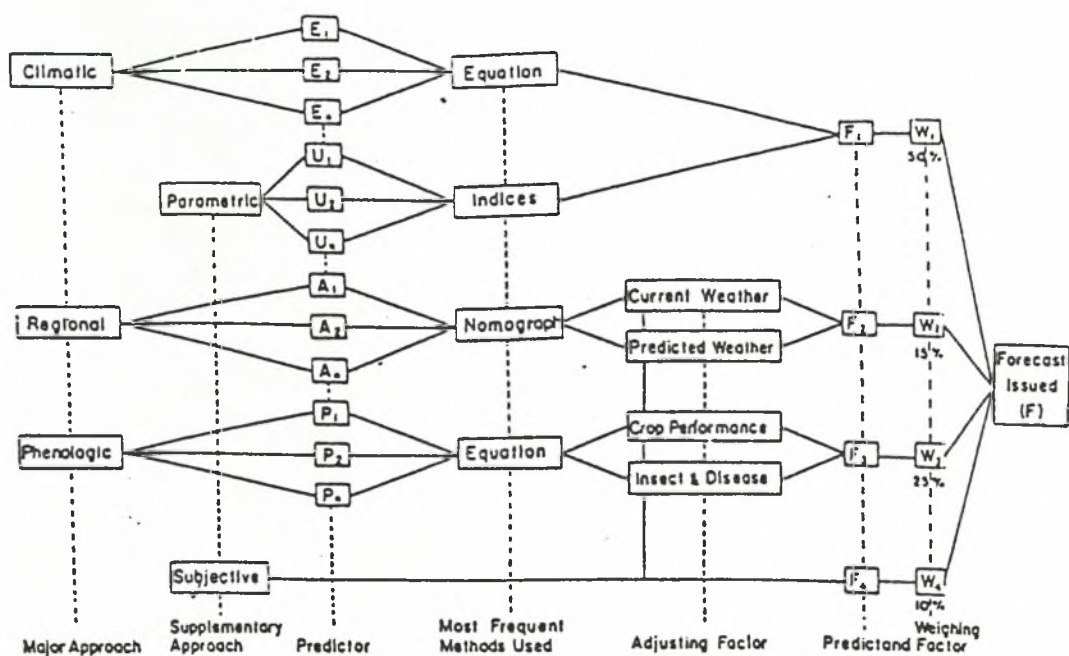 E₁
Climatic
E₂
Equation
Eₙ
F₁
W₁
50%
U₁
Parametric
U₂
Indices
Uₙ
A₁
Current Weather
Regional
A₂
Nomograph
F₂
W₂
15%
Aₙ
Predicted Weather
Forecast
Issued
(F)
P₁
Crop Performance
Phenologic
P₂
Equation
F₃
W₃
25%
Pₙ
Insect & Disease
Subjective
F₄
W₄
10%
Major Approach
Supplementary
Approach
Predictor
Most Frequent
Methods Used
Adjusting Factor
Predictand
Weighing
Factor